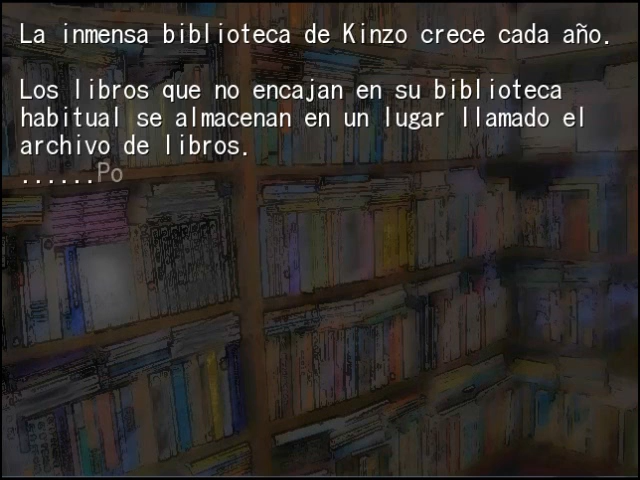 La inmensa biblioteca de Kinzo crece cada año.
Los libros que no encajan en su biblioteca
habitual se almacenan en un lugar llamado el
archivo de libros.
......Po